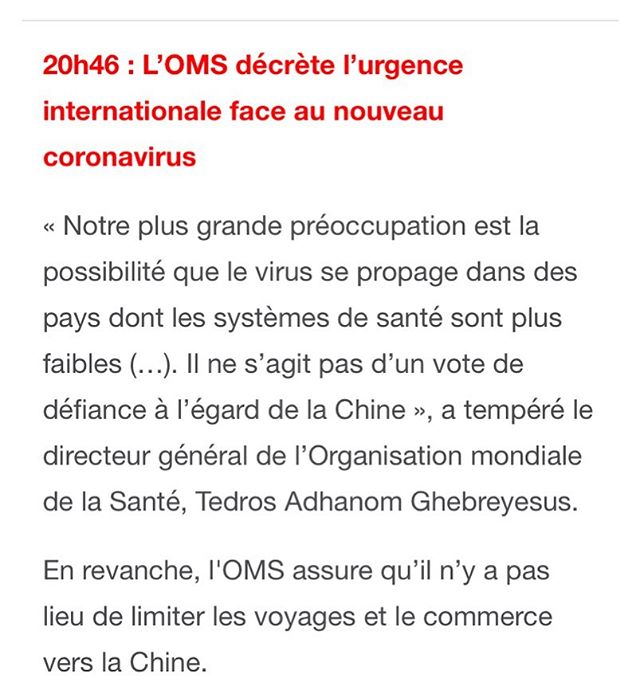 20h46 : L’OMS décrète l’urgence
internationale face au nouveau
coronavirus
« Notre plus grande préoccupation est la
possibilité que le virus se propage dans des
pays dont les systèmes de santé sont plus
faibles (…). Il ne s’agit pas d’un vote de
défiance à l’égard de la Chine », a tempéré le
directeur général de l’Organisation mondiale
de la Santé, Tedros Adhanom Ghebreyesus.
En revanche, l'OMS assure qu’il n’y a pas
lieu de limiter les voyages et le commerce
vers la Chine.